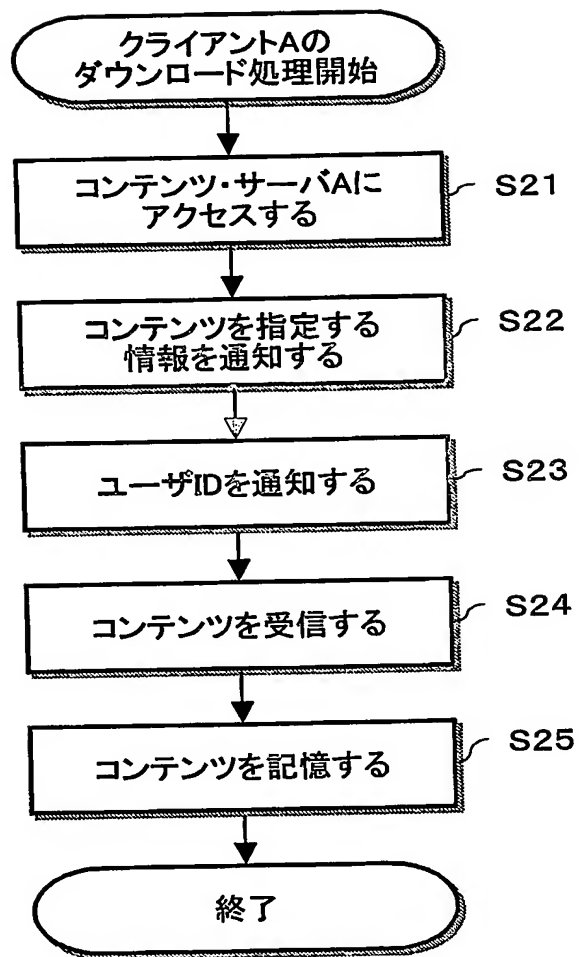 クライアントAの
ダウンロード処理開始
コンテンツ・サーバAに
アクセスする
S21
コンテンツを指定する
情報を通知する
S22
ユーザIDを通知する
S23
コンテンツを受信する
S24
コンテンツを記憶する
S25
終了